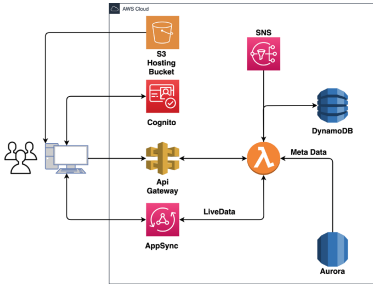 AWS Cloud
SNS
S3
Hosting
Bucket
Cognito
DynamoDB
Meta Data
Api
Gateway
LiveData
AppSync
Aurora